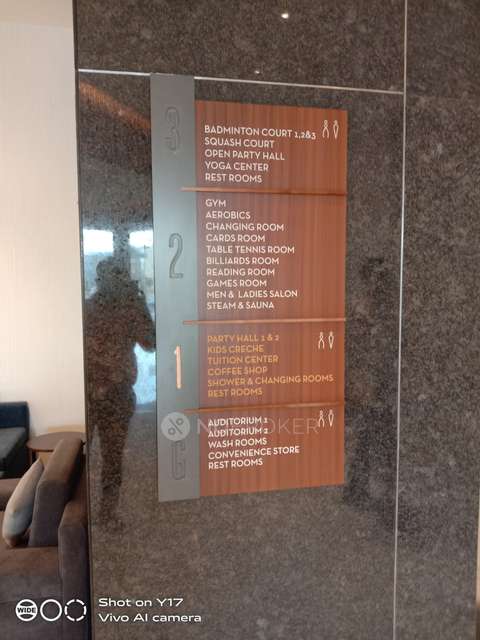 3
BADMINTON COURT 1,2&3
SQUASH COURT
OPEN PARTY HALL
YOGA CENTER
REST ROOMS
2
GYM
AEROBICS
CHANGING ROOM
CARDS ROOM
TABLE TENNIS ROOM
BILLIARDS ROOM
READING ROOM
GAMES ROOM
MEN & LADIES SALON
STEAM & SAUNA
1
PARTY HALL 1 & 2
KIDS CRECHE
TUITION CENTER
COFFEE SHOP
SHOWER & CHANGING ROOMS
REST ROOMS
G
AUDITORIUM 1
AUDITORIUM 2
WASH ROOMS
CONVENIENCE STORE
REST ROOMS
WIDE
Shot on Y17
Vivo AI camera